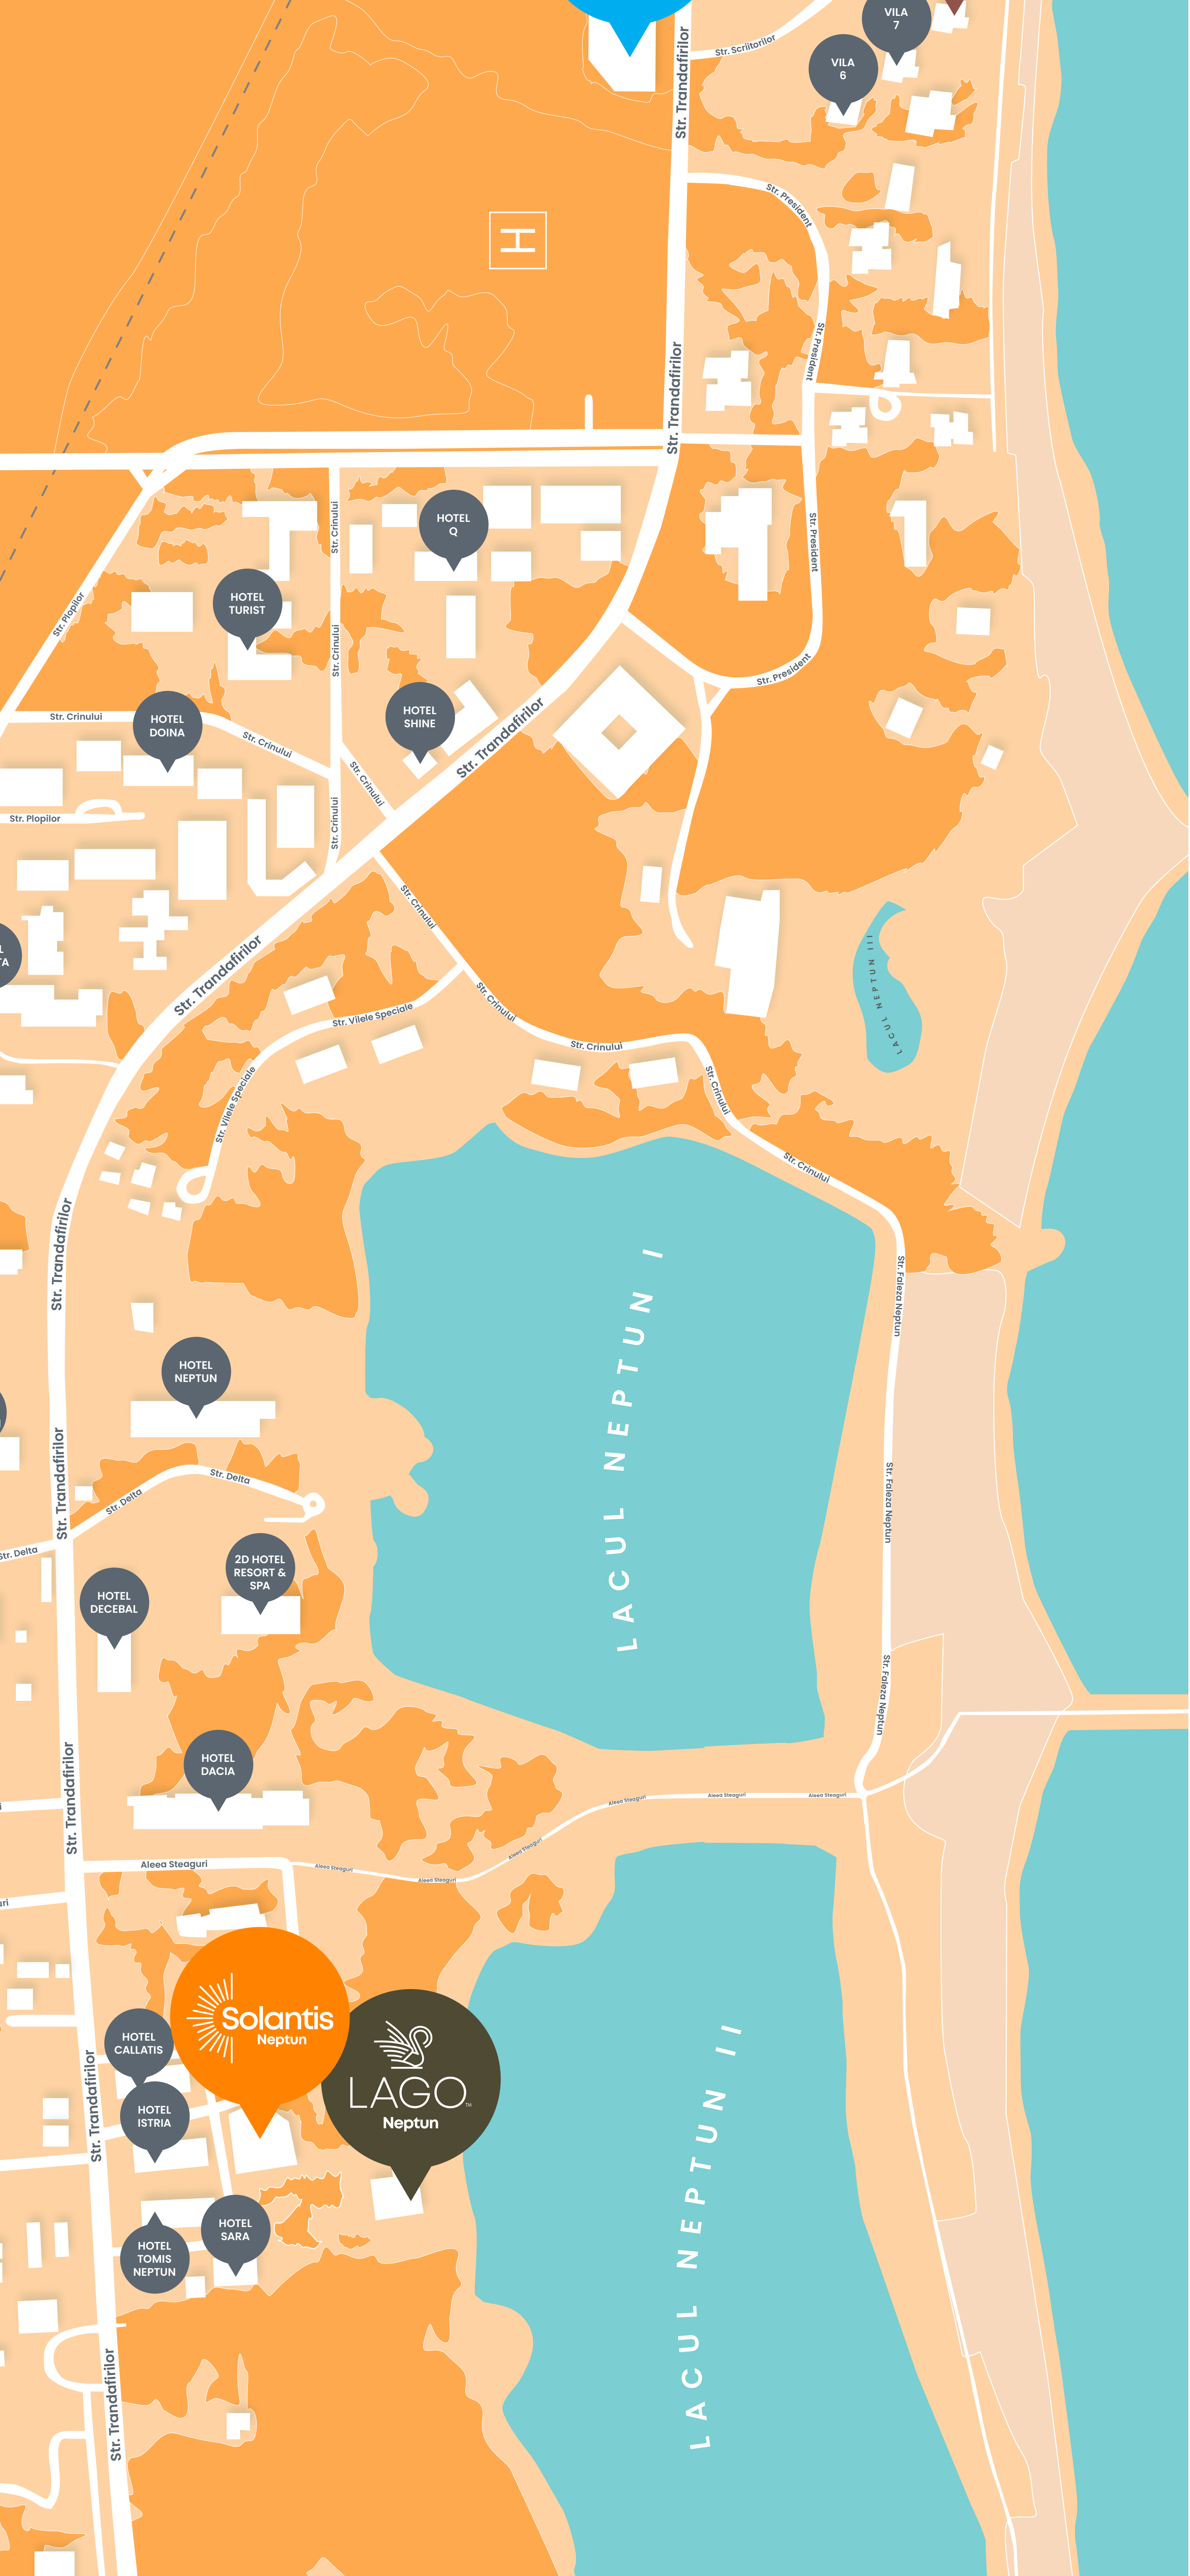 VILA
7
Str. Scriitorilor
VILA
6
Str. Trandafirilor
Str. President
H
Str. President
Str. Trandafirilor
HOTEL
Q
Str. Crinului
Str. President
HOTEL
TURIST
Str. Plopilor
Str. Crinului
Str. President
HOTEL
SHINE
HOTEL
DOINA
Str. Crinului
Str. Crinului
Str. Trandafirilor
Str. Crinului
Str. Plopilor
Str. Crinului
Str. Crinului
TA
Str. Trandafirilor
LACUL NEPTUN III
Str. Crinului
Str. Vilele Speciale
Str. Crinului
Str. Vilele Speciale
Str. Crinului
Str. Crinului
Str. Trandafirilor
LACUL NEPTUN I
Str. Faleza Neptun
HOTEL
NEPTUN
Str. Trandafirilor
Str. Delta
Str. Delta
Str. Faleza Neptun
Str. Delta
2D HOTEL
RESORT &
SPA
HOTEL
DECEBAL
Str. Faleza Neptun
HOTEL
DACIA
Str. Trandafirilor
Aleea Steaguri
Aleea Steaguri
Aleea Steaguri
Aleea Steaguri
Aleea Steaguri
Aleea Steaguri
Aleea Steaguri
Solantis
Neptun
HOTEL
CALLATIS
LAGO™
Neptun
LACUL NEPTUN II
HOTEL
ISTRIA
Str. Trandafirilor
HOTEL
SARA
HOTEL
TOMIS
NEPTUN
Str. Trandafirilor